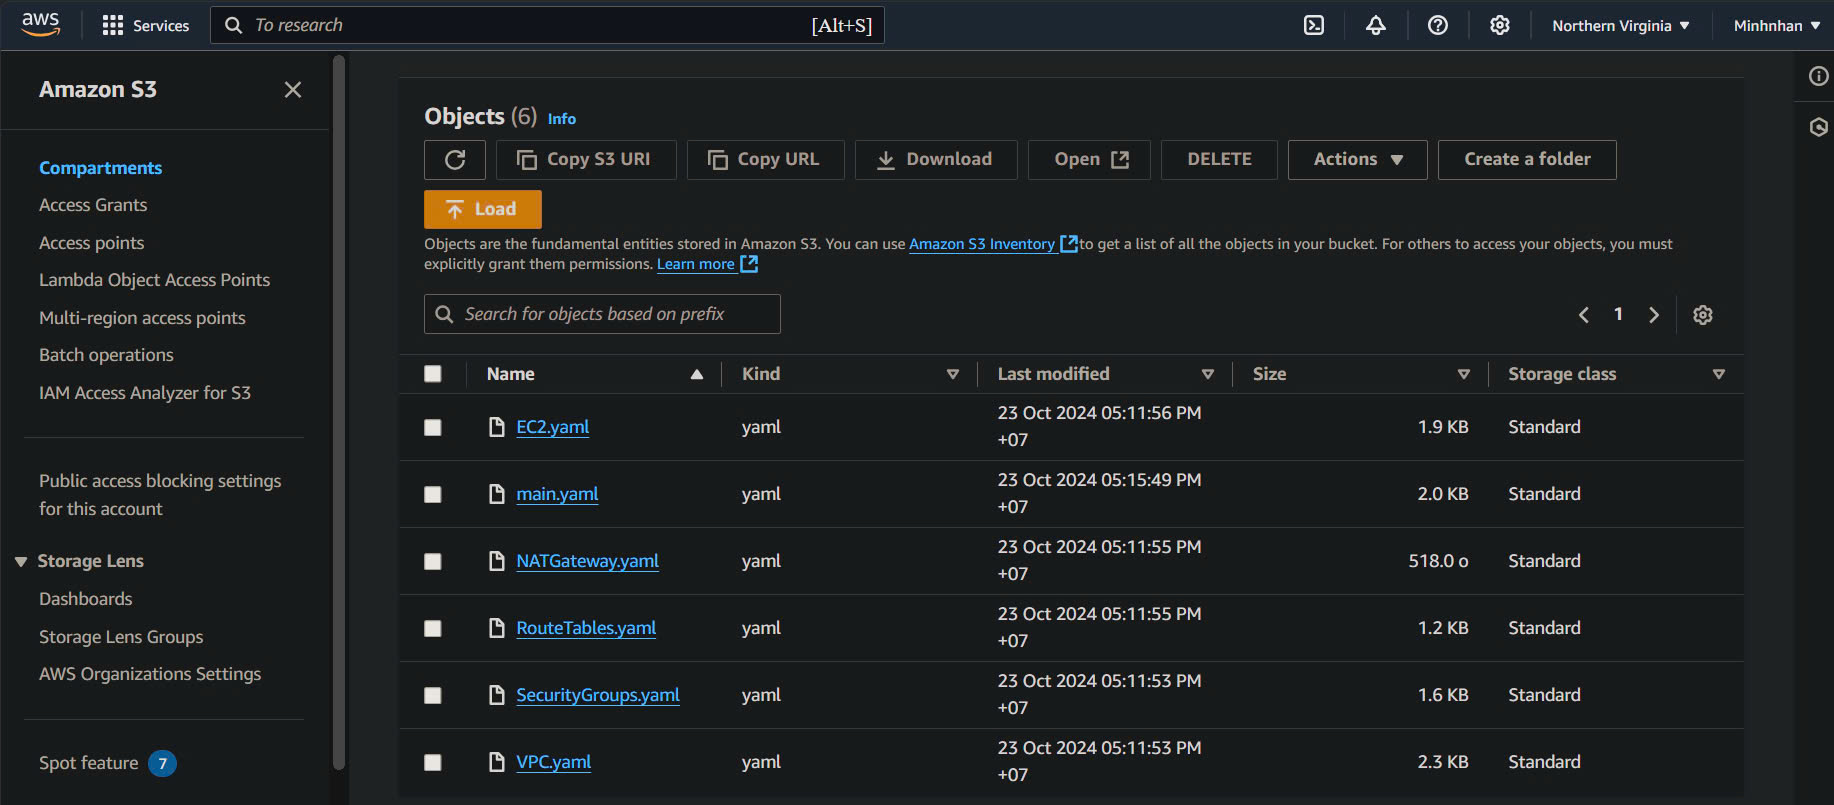 aws
Services
To research
[Alt+S]
Northern Virginia
Minhnhan
Amazon S3
Compartments
Access Grants
Access points
Lambda Object Access Points
Multi-region access points
Batch operations
IAM Access Analyzer for S3
Public access blocking settings
for this account
Storage Lens
Dashboards
Storage Lens Groups
AWS Organizations Settings
Spot feature 7
Objects (6) Info
Copy S3 URI
Copy URL
Download
Open
DELETE
Actions
Create a folder
Load
Objects are the fundamental entities stored in Amazon S3. You can use Amazon S3 Inventory to get a list of all the objects in your bucket. For others to access your objects, you must
explicitly grant them permissions. Learn more
Search for objects based on prefix
1
Name Kind Last modified Size Storage class
EC2.yaml yaml 23 Oct 2024 05:11:56 PM +07 1.9 KB Standard
main.yaml yaml 23 Oct 2024 05:15:49 PM +07 2.0 KB Standard
NATGateway.yaml yaml 23 Oct 2024 05:11:55 PM +07 518.0 o Standard
RouteTables.yaml yaml 23 Oct 2024 05:11:55 PM +07 1.2 KB Standard
SecurityGroups.yaml yaml 23 Oct 2024 05:11:53 PM +07 1.6 KB Standard
VPC.yaml yaml 23 Oct 2024 05:11:53 PM +07 2.3 KB Standard